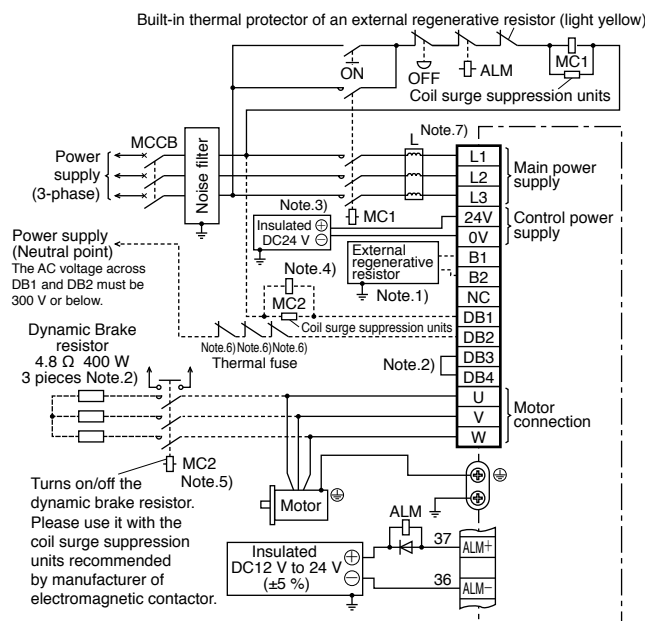 Built-in thermal protector of an external regenerative resistor (light yellow)
ON
OFF
ALM
MC1
Coil surge suppression units
MCCB
Noise filter
L
Note.7)
Power
supply
(3-phase)
L1
L2
L3
Main power
supply
MC1
Note.3)
Insulated
DC24 V
⊕
⊖
24V
0V
Control power
supply
Power supply
(Neutral point)
The AC voltage across
DB1 and DB2 must be
300 V or below.
External
regenerative
resistor
Note.1)
B1
B2
NC
Note.4)
MC2
Coil surge suppression units
DB1
DB2
Note.6) Note.6) Note.6)
Thermal fuse
Note.2)
DB3
DB4
Dynamic Brake
resistor
4.8 Ω 400 W
3 pieces Note.2)
U
V
W
Motor
connection
MC2
Note.5)
Turns on/off the
dynamic brake resistor.
Please use it with the
coil surge suppression
units recommended
by manufacturer of
electromagnetic contactor.
Motor
ALM
Insulated
DC12 V to 24 V
(±5 %)
⊕
⊖
37
ALM+
36
ALM−